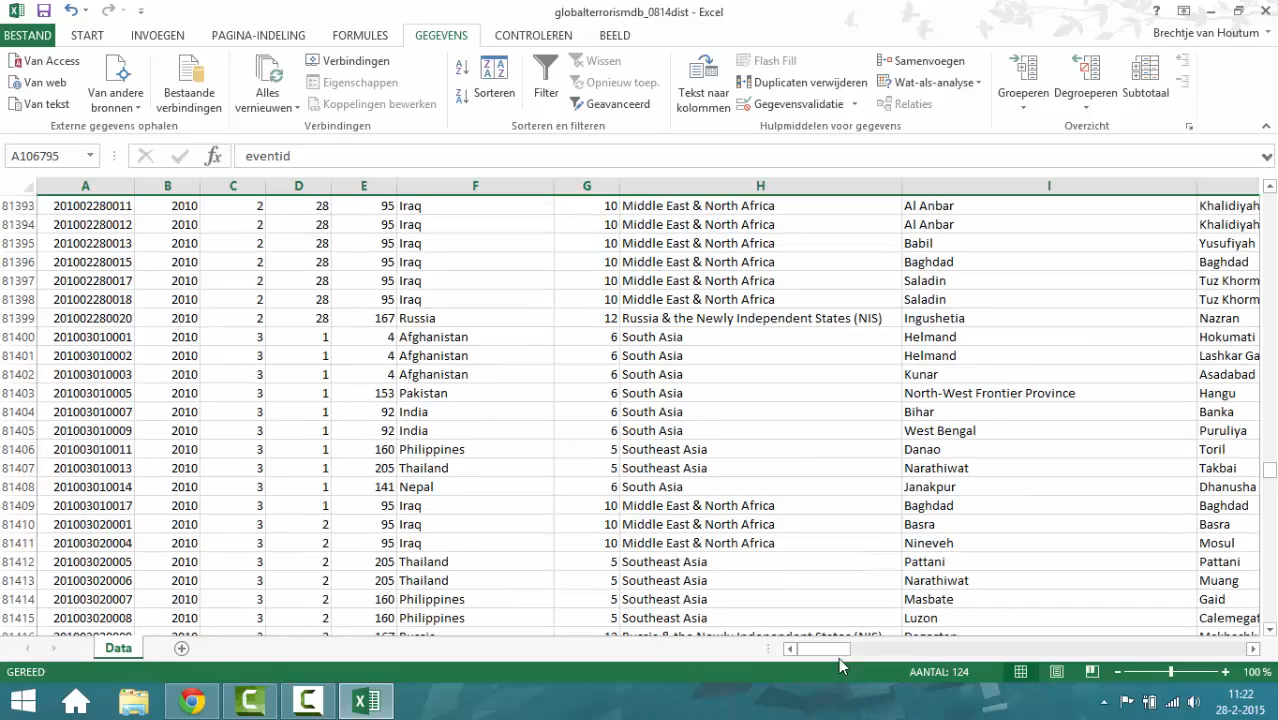 globalterrorismdb_0814dist - Excel
BESTAND START INVOEGEN PAGINA-INDELING FORMULES GEGEVENS CONTROLEREN BEELD Brechtje van Houtum
Van Access
Van web
Van tekst
Van andere
bronnen
Bestaande
verbindingen
Externe gegevens ophalen
Alles
vernieuwen
Verbindingen
Eigenschappen
Koppelingen bewerken
Verbindingen
Sorteren
Filter
Wissen
Opnieuw toep.
Geavanceerd
Sorteren en filteren
Tekst naar
kolommen
Flash Fill
Duplicaten verwijderen
Gegevensvalidatie
Samenvoegen
Wat-als-analyse
Relaties
Hulpmiddelen voor gegevens
Groeperen
Degroeperen
Subtotaal
Overzicht
A106795 fx eventid
A B C D E F G H I
81393 201002280011 2010 2 28 95 Iraq 10 Middle East & North Africa Al Anbar Khalidiyah
81394 201002280012 2010 2 28 95 Iraq 10 Middle East & North Africa Al Anbar Khalidiyah
81395 201002280013 2010 2 28 95 Iraq 10 Middle East & North Africa Babil Yusufiyah
81396 201002280015 2010 2 28 95 Iraq 10 Middle East & North Africa Baghdad Baghdad
81397 201002280017 2010 2 28 95 Iraq 10 Middle East & North Africa Saladin Tuz Khorm
81398 201002280018 2010 2 28 95 Iraq 10 Middle East & North Africa Saladin Tuz Khorm
81399 201002280020 2010 2 28 167 Russia 12 Russia & the Newly Independent States (NIS) Ingushetia Nazran
81400 201003010001 2010 3 1 4 Afghanistan 6 South Asia Helmand Hokumati
81401 201003010002 2010 3 1 4 Afghanistan 6 South Asia Helmand Lashkar Ga
81402 201003010003 2010 3 1 4 Afghanistan 6 South Asia Kunar Asadabad
81403 201003010005 2010 3 1 153 Pakistan 6 South Asia North-West Frontier Province Hangu
81404 201003010007 2010 3 1 92 India 6 South Asia Bihar Banka
81405 201003010009 2010 3 1 92 India 6 South Asia West Bengal Puruliya
81406 201003010011 2010 3 1 160 Philippines 5 Southeast Asia Danao Toril
81407 201003010013 2010 3 1 205 Thailand 5 Southeast Asia Narathiwat Takbai
81408 201003010014 2010 3 1 141 Nepal 6 South Asia Janakpur Dhanusha
81409 201003010017 2010 3 1 95 Iraq 10 Middle East & North Africa Baghdad Baghdad
81410 201003020001 2010 3 2 95 Iraq 10 Middle East & North Africa Basra Basra
81411 201003020004 2010 3 2 95 Iraq 10 Middle East & North Africa Nineveh Mosul
81412 201003020005 2010 3 2 205 Thailand 5 Southeast Asia Pattani Pattani
81413 201003020006 2010 3 2 205 Thailand 5 Southeast Asia Narathiwat Muang
81414 201003020007 2010 3 2 160 Philippines 5 Southeast Asia Masbate Gaid
81415 201003020008 2010 3 2 160 Philippines 5 Southeast Asia Luzon Calemegat
Data
GEREED AANTAL: 124 100 %
11:22
28-2-2015